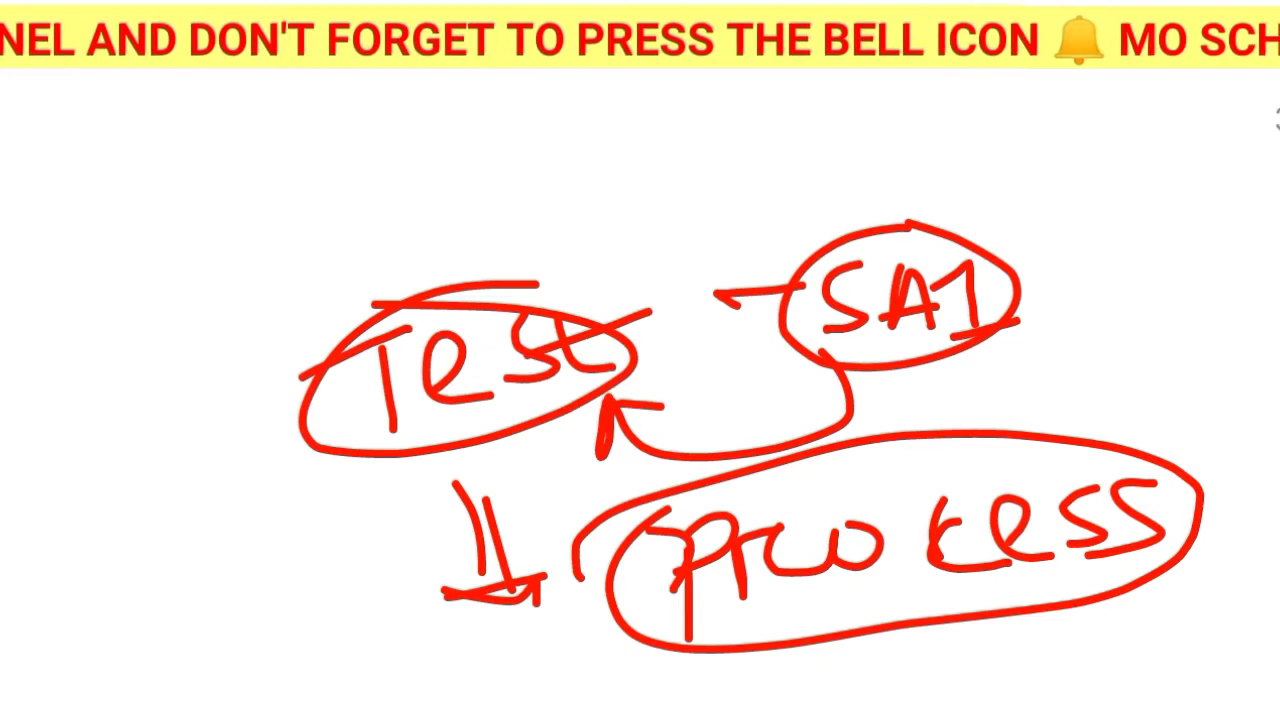 NEL AND DON'T FORGET TO PRESS THE BELL ICON 🔔 MO SCH
SA1
Test
process